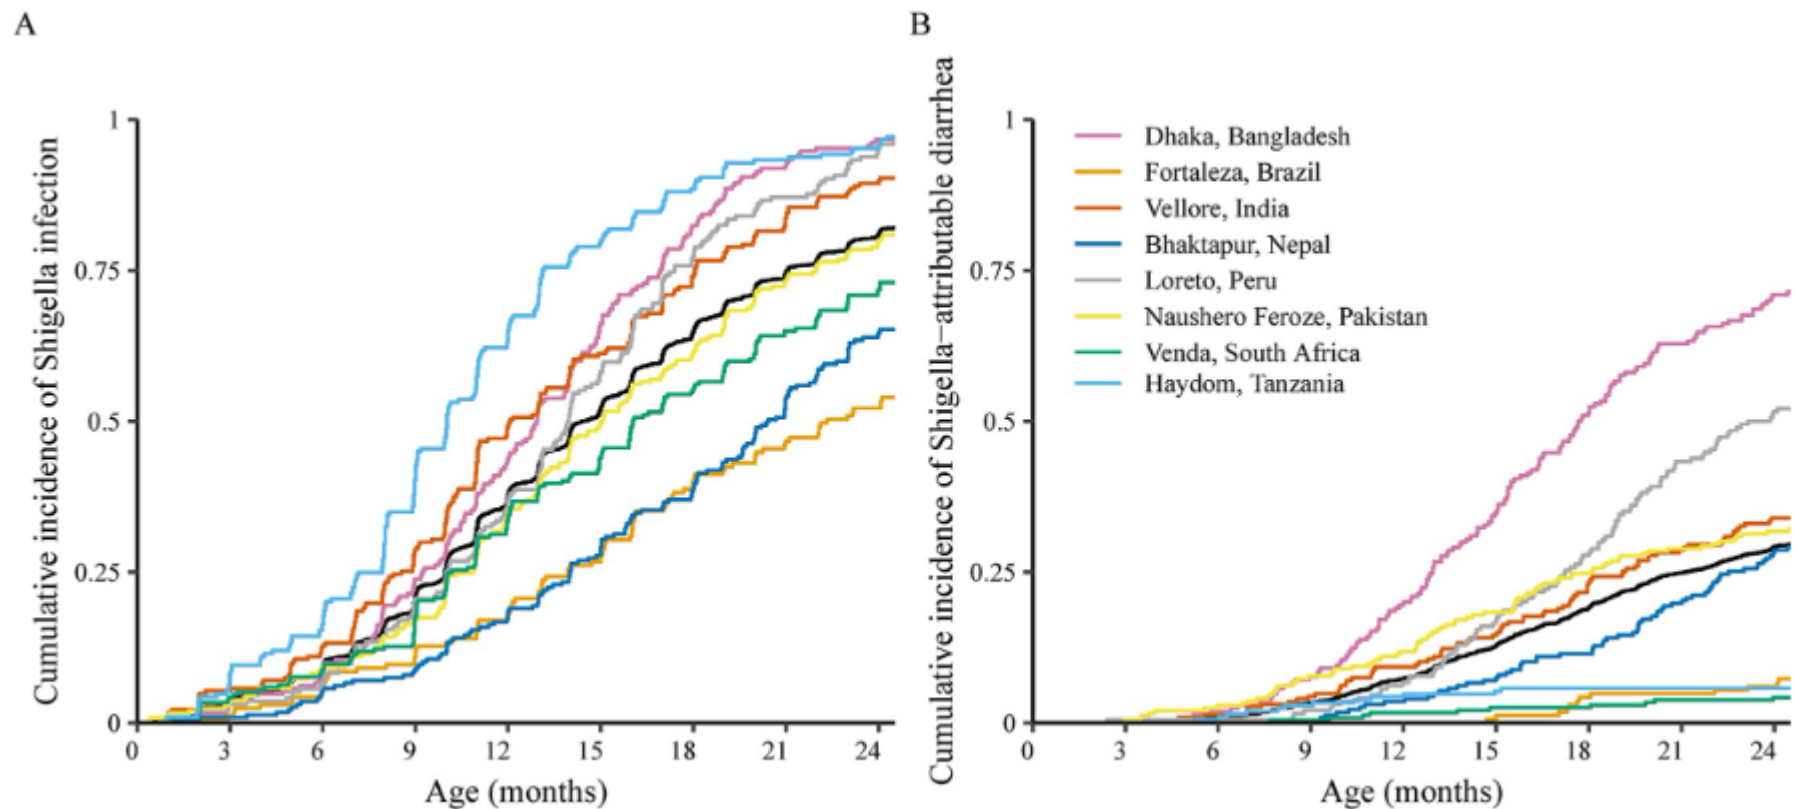 A
Cumulative incidence of Shigella infection
1
0.75
0.5
0.25
0
0 3 6 9 12 15 18 21 24
Age (months)
B
Cumulative incidence of Shigella−attributable diarrhea
1
0.75
0.5
0.25
0
Dhaka, Bangladesh
Fortaleza, Brazil
Vellore, India
Bhaktapur, Nepal
Loreto, Peru
Naushero Feroze, Pakistan
Venda, South Africa
Haydom, Tanzania
0 3 6 9 12 15 18 21 24
Age (months)